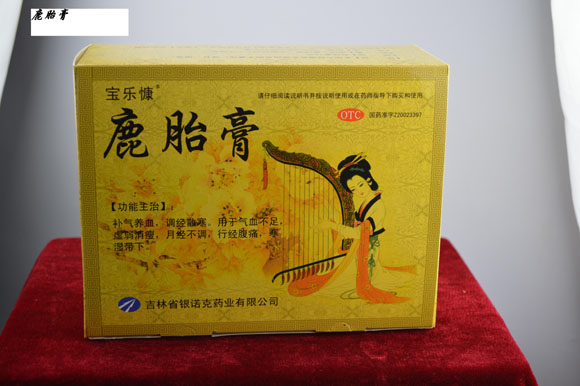 鹿胎膏
宝乐慷®
请仔细阅读说明书并按说明使用或在药师指导下购买和使用
OTC
国药准字Z20023397
鹿胎膏
【功能主治】
补气养血，调经散寒。用于气血不足，
虚弱消瘦，月经不调，行经腹痛，寒
湿带下。
吉林省银诺克药业有限公司